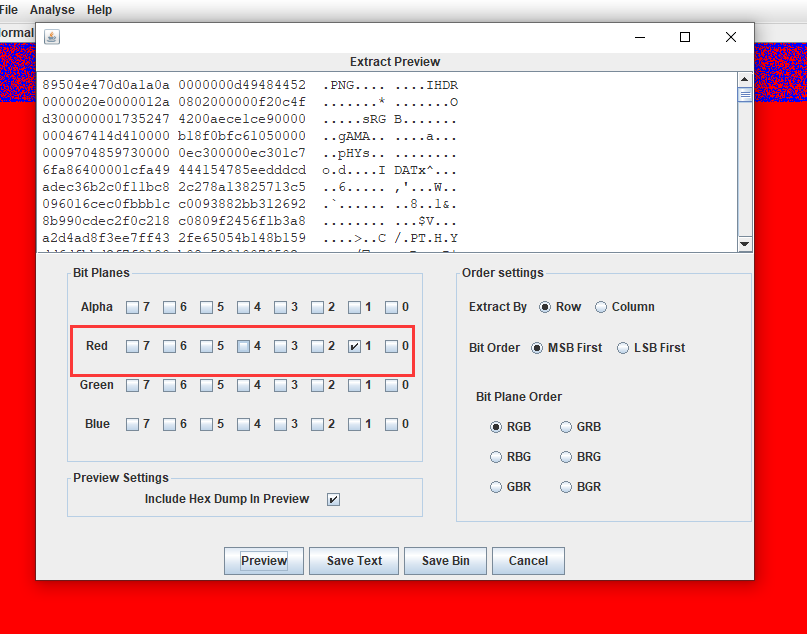 File Analyse Help
Normal
Extract Preview
89504e470d0a1a0a 0000000d49484452 .PNG.... ....IHDR
0000020e0000012a 0802000000f20c4f .......* .......O
d300000001735247 4200aece1ce90000 .....sRG B.......
000467414d410000 b18f0bfc61050000 ..gAMA.. ....a...
0009704859730000 0ec300000ec301c7 ..pHYs.. ........
6fa86400001cfa49 444154785eedddcd o.d....I DATx^...
adec36b2c0f11bc8 2c278a13825713c5 ..6..... ,'...W..
096016cec0fbbb1c c0093882bb312692 .`...... ..8..1&.
8b990cdec2f0c218 c0809f2456f1b3a8 ........ ...$V...
a2d4ad8f3ee7ff43 2fe65054b148b159 ....>..C /.PT.H.Y
Bit Planes
Alpha 7 6 5 4 3 2 1 0
Red 7 6 5 4 3 2 1 0
Green 7 6 5 4 3 2 1 0
Blue 7 6 5 4 3 2 1 0
Preview Settings
Include Hex Dump In Preview
Order settings
Extract By Row Column
Bit Order MSB First LSB First
Bit Plane Order
RGB GRB
RBG BRG
GBR BGR
Preview Save Text Save Bin Cancel